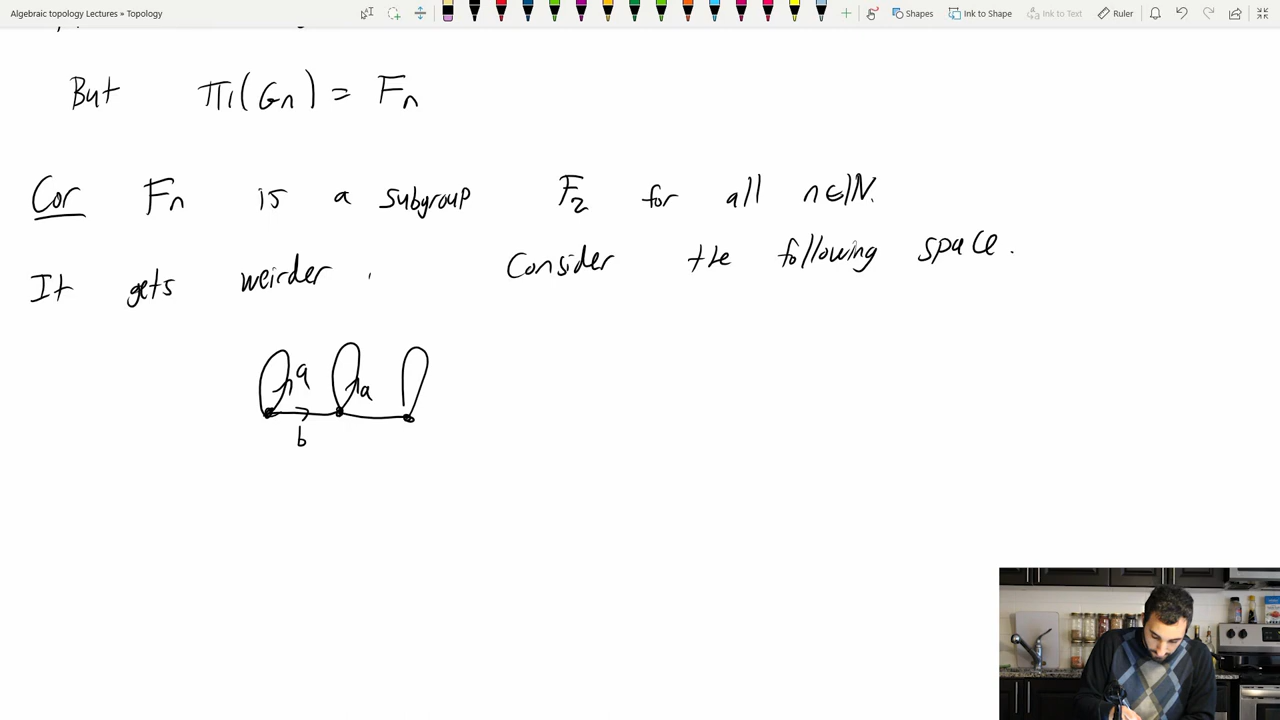 Algebraic topology Lectures » Topology
Shapes Ink to Shape Ink to Text Ruler
But π1(Gn) = Fn
Cor Fn is a subgroup F2 for all n∈ℕ.
It gets weirder. Consider the following space.
a a
b